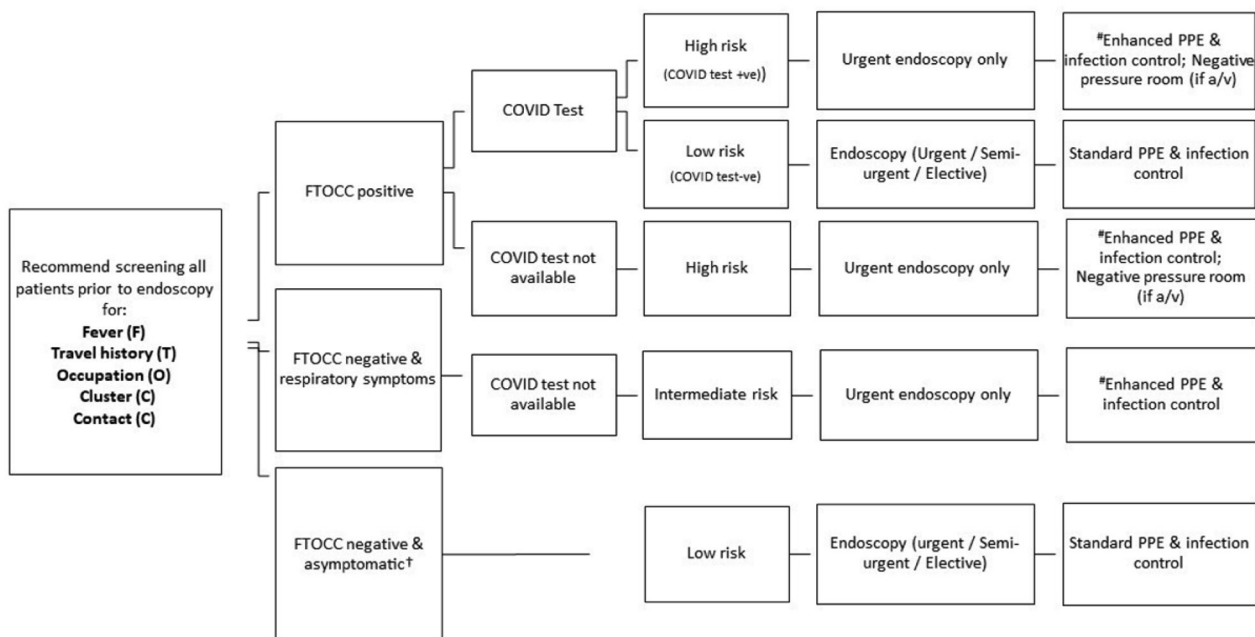 Recommend screening all
patients prior to endoscopy
for:
Fever (F)
Travel history (T)
Occupation (O)
Cluster (C)
Contact (C)
FTOCC positive
COVID Test
High risk
(COVID test +ve))
Urgent endoscopy only
#Enhanced PPE &
infection control; Negative
pressure room (if a/v)
Low risk
(COVID test-ve)
Endoscopy (Urgent / Semi-
urgent / Elective)
Standard PPE & infection
control
COVID test not
available
High risk
Urgent endoscopy only
#Enhanced PPE &
infection control;
Negative pressure room
(if a/v)
FTOCC negative &
respiratory symptoms
COVID test not
available
Intermediate risk
Urgent endoscopy only
#Enhanced PPE &
infection control
FTOCC negative &
asymptomatic†
Low risk
Endoscopy (urgent / Semi-
urgent / Elective)
Standard PPE & infection
control